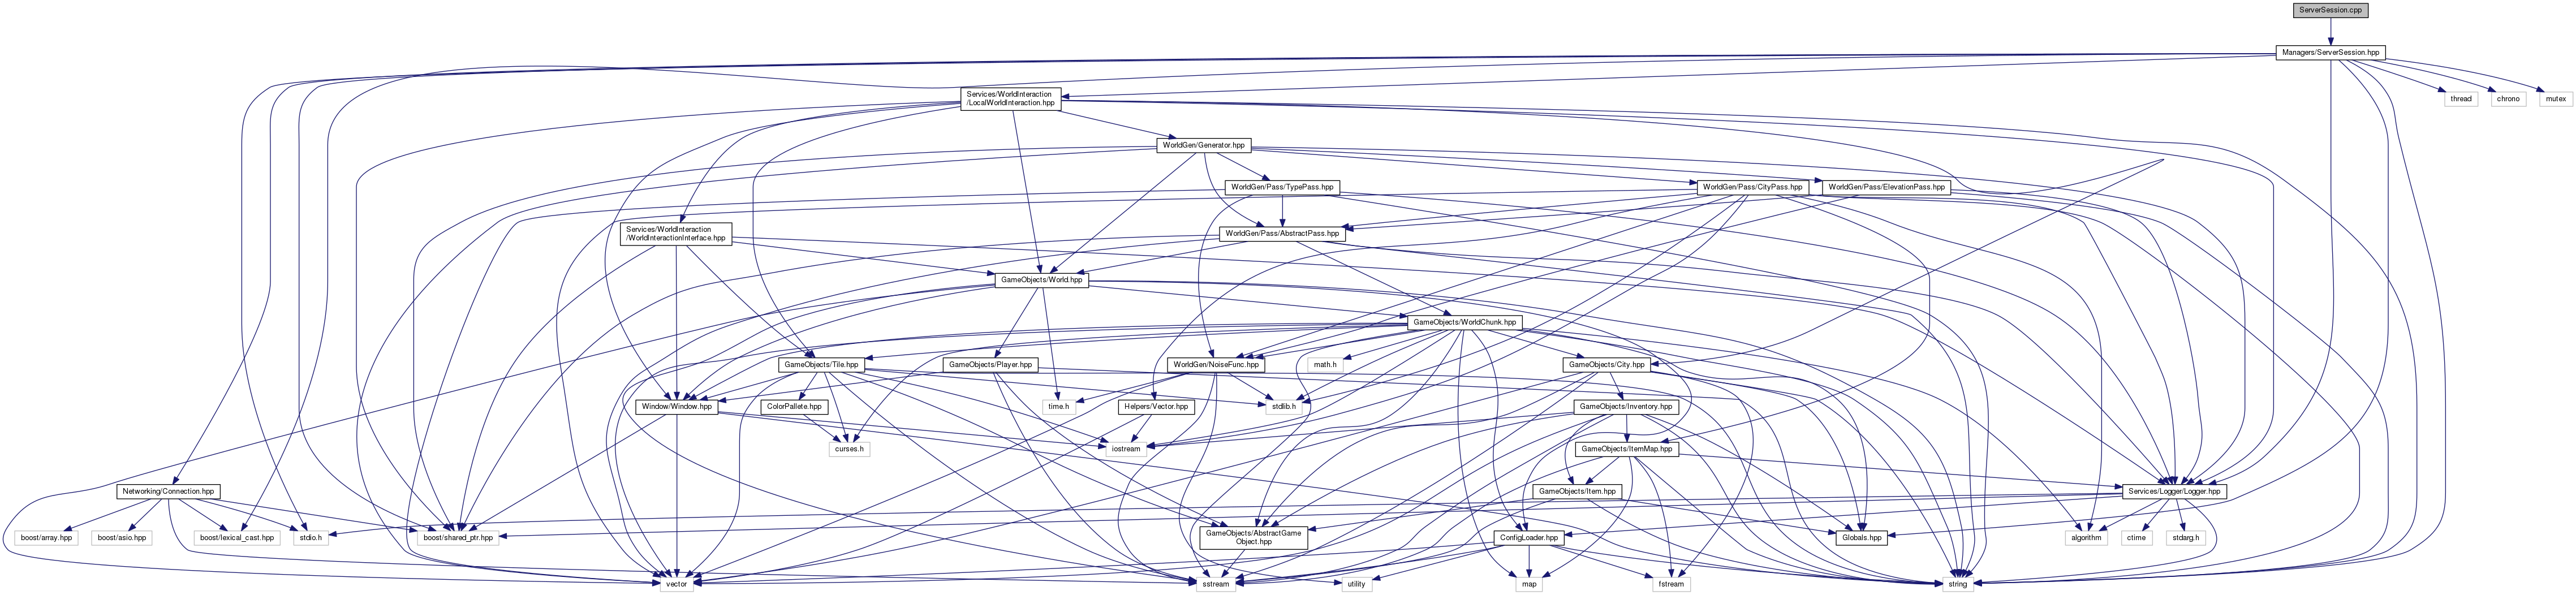 ServerSession.cpp
Managers/ServerSession.hpp
Services/WorldInteraction
/LocalWorldInteraction.hpp
thread
chrono
mutex
WorldGen/Generator.hpp
WorldGen/Pass/TypePass.hpp
WorldGen/Pass/CityPass.hpp
WorldGen/Pass/ElevationPass.hpp
Services/WorldInteraction
/WorldInteractionInterface.hpp
WorldGen/Pass/AbstractPass.hpp
GameObjects/World.hpp
GameObjects/WorldChunk.hpp
GameObjects/Tile.hpp
GameObjects/Player.hpp
WorldGen/NoiseFunc.hpp
math.h
GameObjects/City.hpp
Window/Window.hpp
ColorPallete.hpp
time.h
Helpers/Vector.hpp
stdlib.h
GameObjects/Inventory.hpp
curses.h
iostream
GameObjects/ItemMap.hpp
Networking/Connection.hpp
GameObjects/Item.hpp
Services/Logger/Logger.hpp
boost/array.hpp
boost/asio.hpp
boost/lexical_cast.hpp
stdio.h
boost/shared_ptr.hpp
GameObjects/AbstractGame
Object.hpp
ConfigLoader.hpp
Globals.hpp
algorithm
ctime
stdarg.h
vector
sstream
utility
map
fstream
string